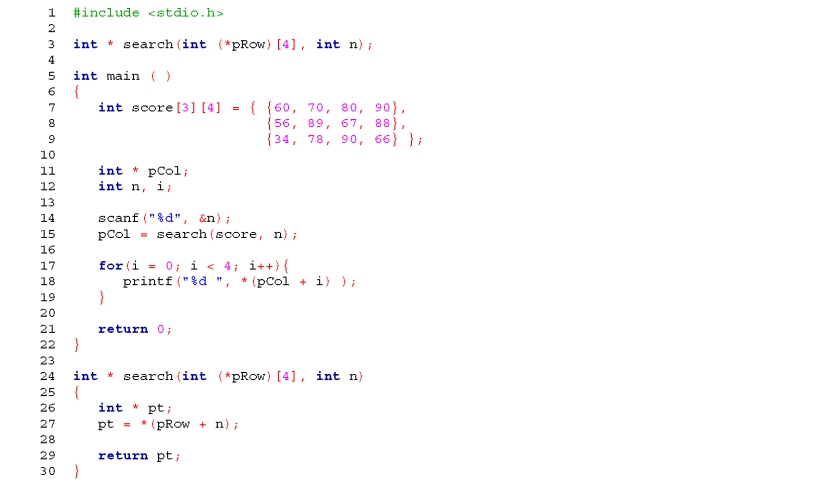 1 #include <stdio.h>
2
3 int * search(int (*pRow)[4], int n);
4
5 int main ( )
6 {
7 int score[3][4] = { {60, 70, 80, 90},
8 {56, 89, 67, 88},
9 {34, 78, 90, 66} };
10
11 int * pCol;
12 int n, i;
13
14 scanf("%d", &n);
15 pCol = search(score, n);
16
17 for(i = 0; i < 4; i++){
18 printf("%d ", *(pCol + i) );
19 }
20
21 return 0;
22 }
23
24 int * search(int (*pRow)[4], int n)
25 {
26 int * pt;
27 pt = *(pRow + n);
28
29 return pt;
30 }